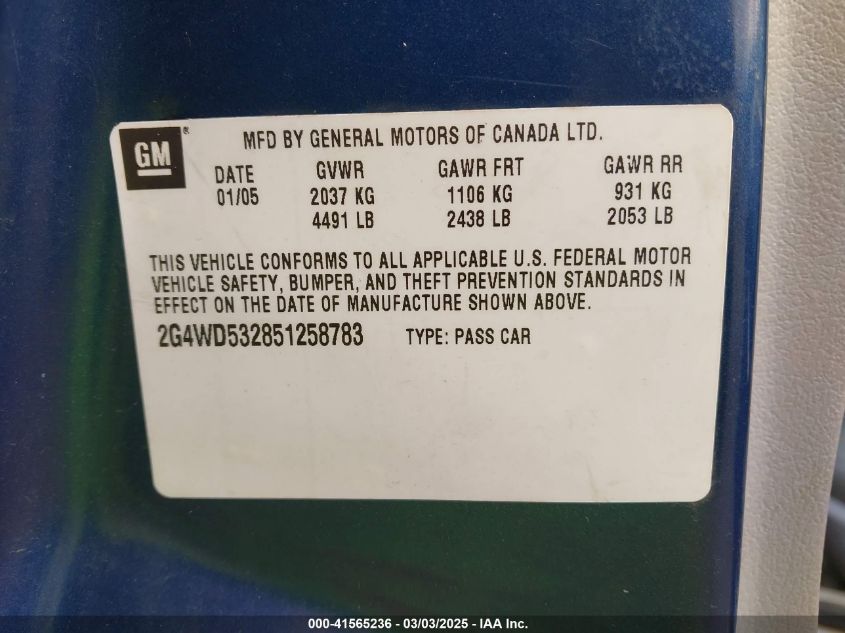 GM®
MFD BY GENERAL MOTORS OF CANADA LTD.
DATE GVWR GAWR FRT GAWR RR
01/05 2037 KG 1106 KG 931 KG
4491 LB 2438 LB 2053 LB
THIS VEHICLE CONFORMS TO ALL APPLICABLE U.S. FEDERAL MOTOR
VEHICLE SAFETY, BUMPER, AND THEFT PREVENTION STANDARDS IN
EFFECT ON THE DATE OF MANUFACTURE SHOWN ABOVE.
2G4WD532851258783 TYPE: PASS CAR
000-41565236 - 03/03/2025 - IAA Inc.